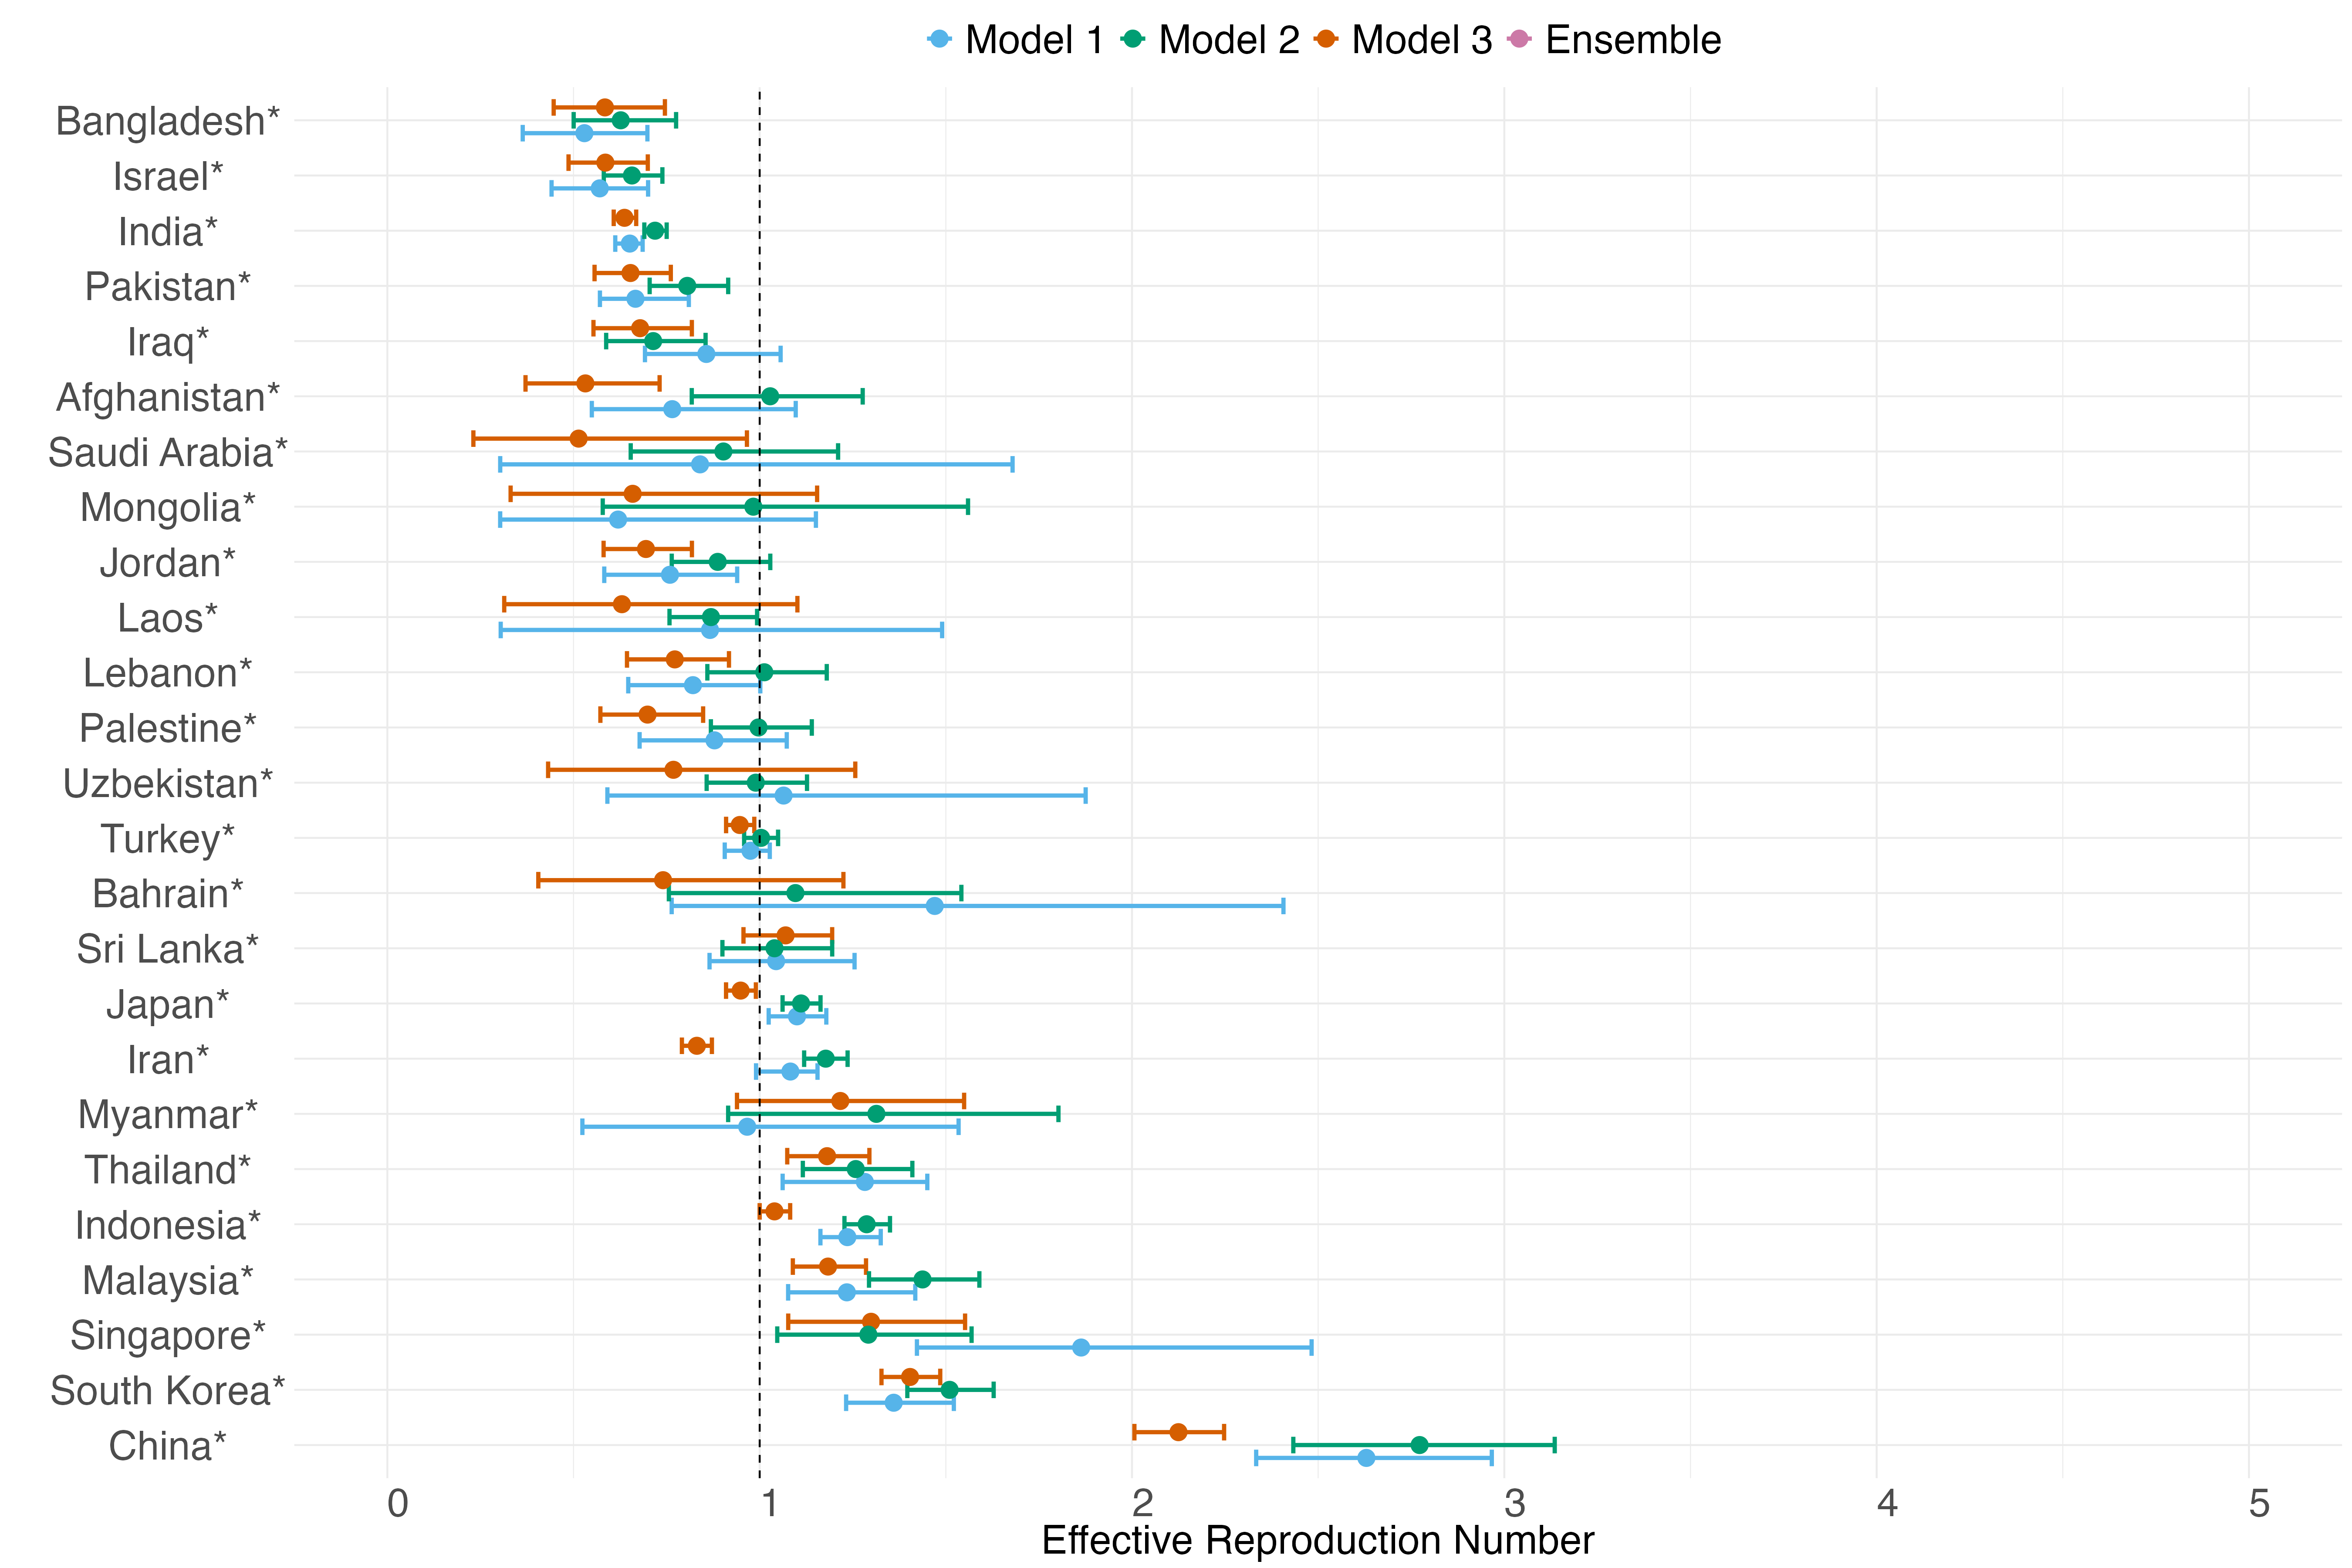 Model 1 Model 2 Model 3 Ensemble
Bangladesh*
Israel*
India*
Pakistan*
Iraq*
Afghanistan*
Saudi Arabia*
Mongolia*
Jordan*
Laos*
Lebanon*
Palestine*
Uzbekistan*
Turkey*
Bahrain*
Sri Lanka*
Japan*
Iran*
Myanmar*
Thailand*
Indonesia*
Malaysia*
Singapore*
South Korea*
China*
0 1 2 3 4 5
Effective Reproduction Number